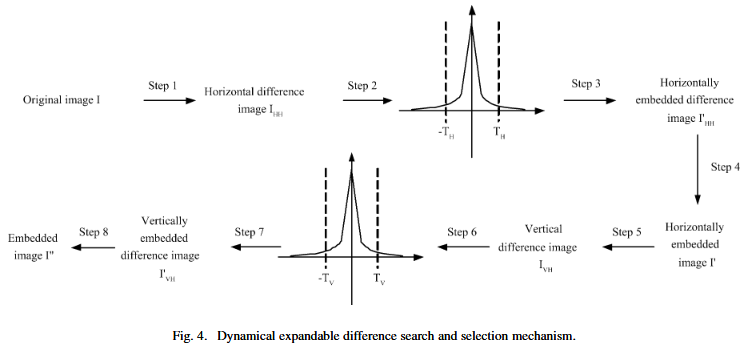 Original image I
Step 1
Horizontal difference
image I_HH
Step 2
-T_H
T_H
Step 3
Horizontally
embedded difference
image I'_HH
Step 4
Horizontally
embedded
image I'
Step 5
Vertical
difference image
I_VH
Step 6
-T_V
T_V
Step 7
Vertically
embedded
difference image
I'_VH
Step 8
Embedded
image I"
Fig. 4. Dynamical expandable difference search and selection mechanism.